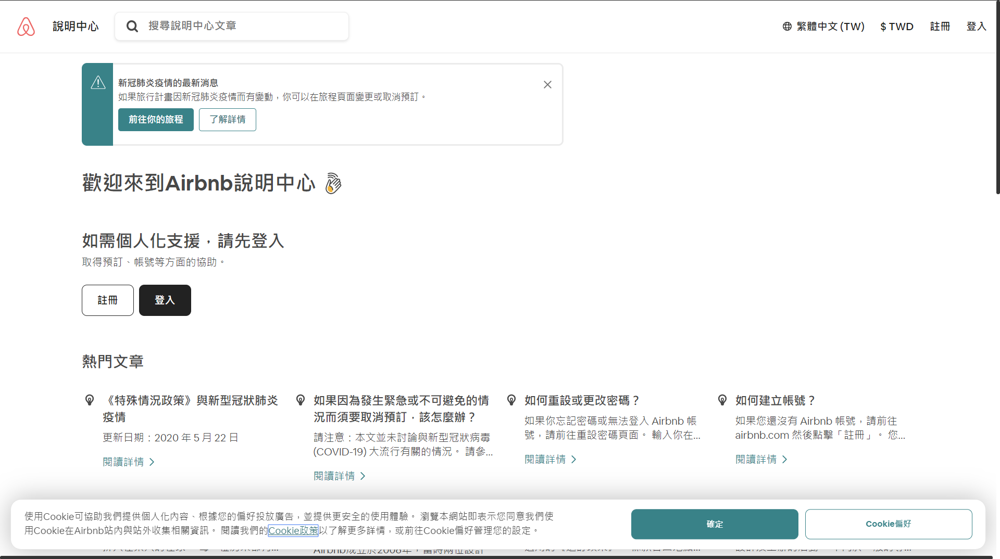 說明中心
搜尋說明中心文章
繁體中文 (TW)
$ TWD
註冊
登入
新冠肺炎疫情的最新消息
如果旅行計畫因新冠肺炎疫情而有變動，你可以在旅程頁面變更或取消預訂。
前往你的旅程
了解詳情
歡迎來到Airbnb說明中心
如需個人化支援，請先登入
取得預訂、帳號等方面的協助。
註冊
登入
熱門文章
《特殊情況政策》與新型冠狀肺炎
疫情
更新日期：2020 年 5 月 22 日
閱讀詳情
如果因為發生緊急或不可避免的情
況而須要取消預訂，該怎麼辦？
請注意：本文並未討論與新型冠狀病毒
(COVID-19) 大流行有關的情況。 請參...
閱讀詳情
如何重設或更改密碼？
如果你忘記密碼或無法登入 Airbnb 帳
號，請前往重設密碼頁面。 輸入你在...
閱讀詳情
如何建立帳號？
如果您還沒有 Airbnb 帳號，請前往
airbnb.com 然後點擊「註冊」。 您...
閱讀詳情
使用Cookie可協助我們提供個人化內容、根據您的偏好投放廣告，並提供更安全的使用體驗。 瀏覽本網站即表示您同意我們使
用Cookie在Airbnb站內與站外收集相關資訊。 閱讀我們的Cookie政策以了解更多詳情，或前往Cookie偏好管理您的設定。
確定
Cookie偏好
Airbnb成立於2008年，當時兩位設計